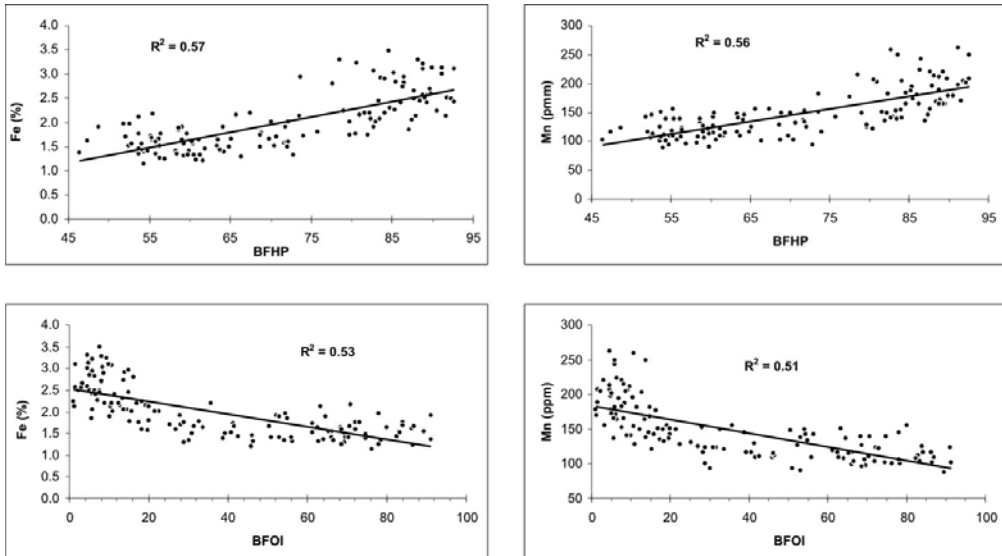 4.0
3.5
3.0
2.5
2.0
1.5
1.0
0.5
0.0
Fe (%)
R² = 0.57
45 55 65 75 85 95
BFHP
300
250
200
150
100
50
0
Mn (pmm)
R² = 0.56
45 55 65 75 85 95
BFHP
4.0
3.5
3.0
2.5
2.0
1.5
1.0
0.5
0.0
Fe (%)
R² = 0.53
0 20 40 60 80 100
BFOI
300
250
200
150
100
50
Mn (ppm)
R² = 0.51
0 20 40 60 80 100
BFOI